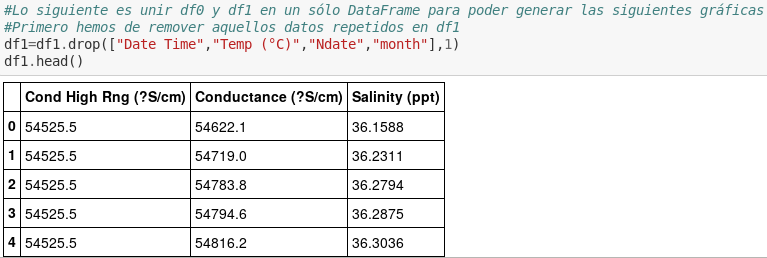 #Lo siguiente es unir df0 y df1 en un sólo DataFrame para poder generar las siguientes gráficas
#Primero hemos de remover aquellos datos repetidos en df1
df1=df1.drop(["Date Time","Temp (°C)","Ndate","month"],1)
df1.head()
Cond High Rng (?S/cm) Conductance (?S/cm) Salinity (ppt)
0 54525.5 54622.1 36.1588
1 54525.5 54719.0 36.2311
2 54525.5 54783.8 36.2794
3 54525.5 54794.6 36.2875
4 54525.5 54816.2 36.3036